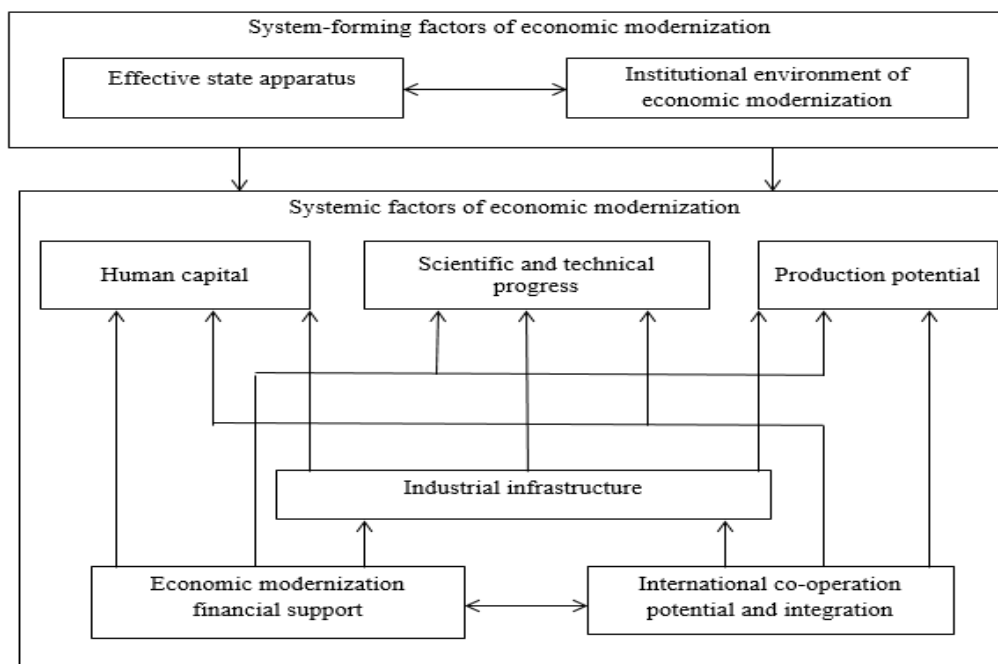 System-forming factors of economic modernization
Effective state apparatus
Institutional environment of
economic modernization
Systemic factors of economic modernization
Human capital
Scientific and technical
progress
Production potential
Industrial infrastructure
Economic modernization
financial support
International co-operation
potential and integration